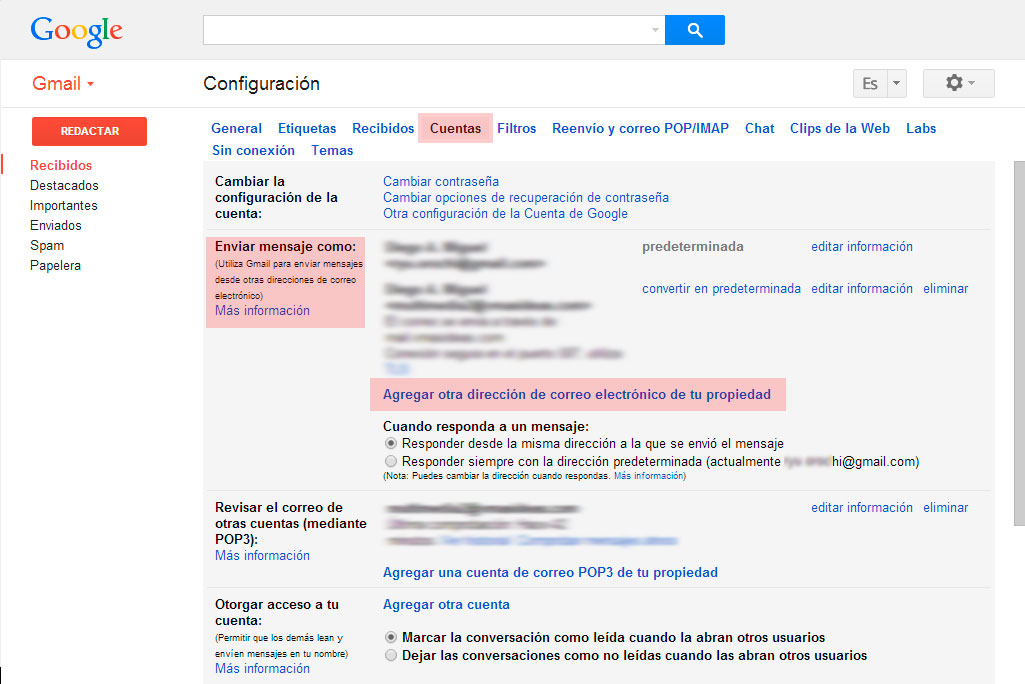 Google
Gmail
Configuración
Es
REDACTAR
Recibidos
Destacados
Importantes
Enviados
Spam
Papelera
General Etiquetas Recibidos Cuentas Filtros Reenvío y correo POP/IMAP Chat Clips de la Web Labs
Sin conexión Temas
Cambiar la
configuración de la
cuenta:
Cambiar contraseña
Cambiar opciones de recuperación de contraseña
Otra configuración de la Cuenta de Google
Enviar mensaje como:
(Utiliza Gmail para enviar mensajes
desde otras direcciones de correo
electrónico)
Más información
predeterminada editar información
convertir en predeterminada editar información eliminar
Agregar otra dirección de correo electrónico de tu propiedad
Cuando responda a un mensaje:
Responder desde la misma dirección a la que se envió el mensaje
Responder siempre con la dirección predeterminada (actualmente hi@gmail.com)
(Nota: Puedes cambiar la dirección cuando respondas. Más información)
Revisar el correo de
otras cuentas (mediante
POP3):
Más información
editar información eliminar
Agregar una cuenta de correo POP3 de tu propiedad
Otorgar acceso a tu
cuenta:
(Permitir que los demás lean y
envíen mensajes en tu nombre)
Más información
Agregar otra cuenta
Marcar la conversación como leída cuando la abran otros usuarios
Dejar las conversaciones como no leídas cuando las abran otros usuarios